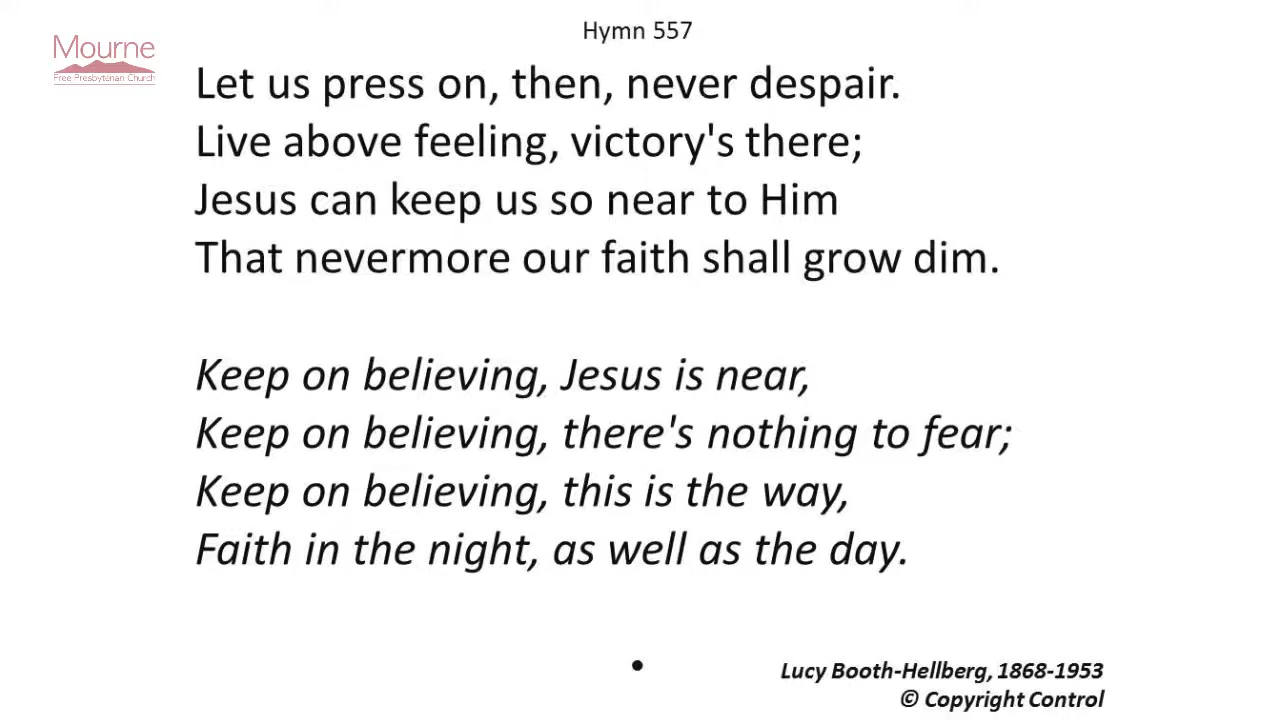 Hymn 557
Mourne
Free Presbyterian Church
Let us press on, then, never despair.
Live above feeling, victory's there;
Jesus can keep us so near to Him
That nevermore our faith shall grow dim.
Keep on believing, Jesus is near,
Keep on believing, there's nothing to fear;
Keep on believing, this is the way,
Faith in the night, as well as the day.
Lucy Booth-Hellberg, 1868-1953
© Copyright Control